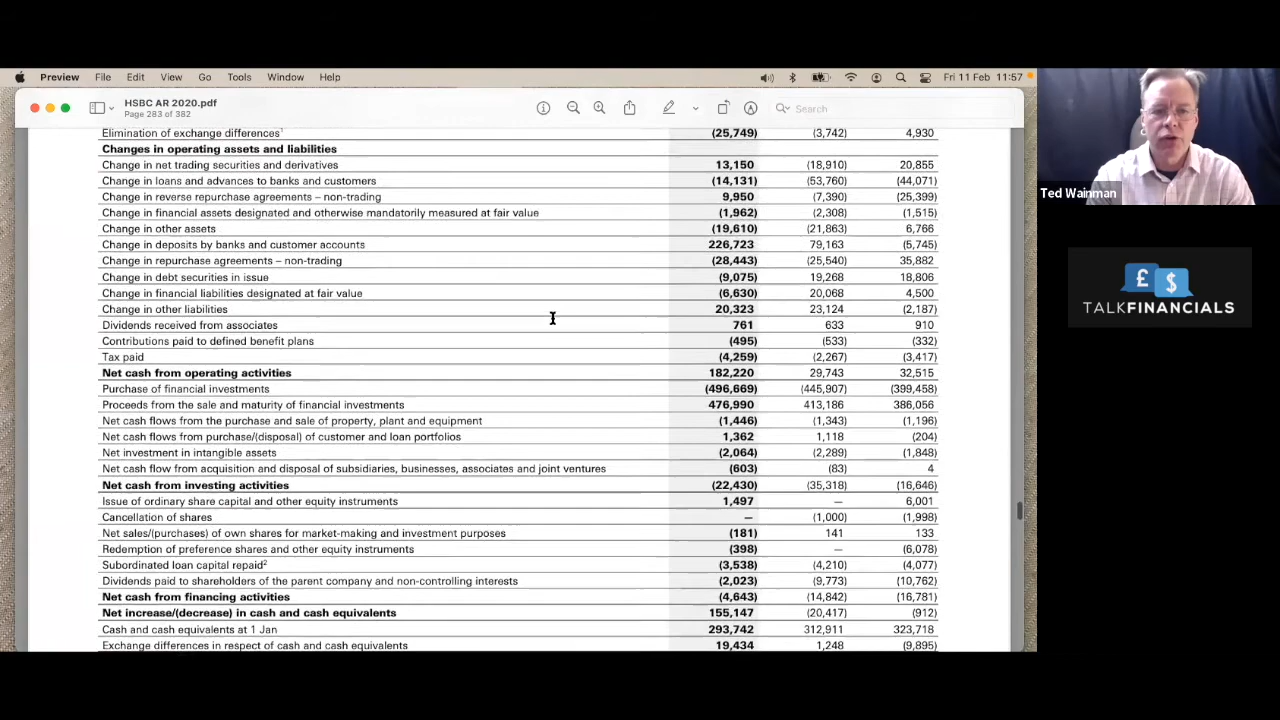 Preview File Edit View Go Tools Window Help Fri 11 Feb 11:57
HSBC AR 2020.pdf
Page 283 of 382
Search
Elimination of exchange differences1 (25,749) (3,742) 4,930
Changes in operating assets and liabilities
Change in net trading securities and derivatives 13,150 (18,910) 20,855
Change in loans and advances to banks and customers (14,131) (53,760) (44,071)
Change in reverse repurchase agreements – non-trading 9,950 (7,390) (25,399)
Change in financial assets designated and otherwise mandatorily measured at fair value (1,962) (2,308) (1,515)
Change in other assets (19,610) (21,863) 6,766
Change in deposits by banks and customer accounts 226,723 79,163 (5,745)
Change in repurchase agreements – non-trading (28,443) (25,540) 35,882
Change in debt securities in issue (9,075) 19,268 18,806
Change in financial liabilities designated at fair value (6,630) 20,068 4,500
Change in other liabilities 20,323 23,124 (2,187)
Dividends received from associates 761 633 910
Contributions paid to defined benefit plans (495) (533) (332)
Tax paid (4,259) (2,267) (3,417)
Net cash from operating activities 182,220 29,743 32,515
Purchase of financial investments (496,669) (445,907) (399,458)
Proceeds from the sale and maturity of financial investments 476,990 413,186 386,056
Net cash flows from the purchase and sale of property, plant and equipment (1,446) (1,343) (1,196)
Net cash flows from purchase/(disposal) of customer and loan portfolios 1,362 1,118 (204)
Net investment in intangible assets (2,064) (2,289) (1,848)
Net cash flow from acquisition and disposal of subsidiaries, businesses, associates and joint ventures (603) (83) 4
Net cash from investing activities (22,430) (35,318) (16,646)
Issue of ordinary share capital and other equity instruments 1,497 — 6,001
Cancellation of shares — (1,000) (1,998)
Net sales/(purchases) of own shares for market-making and investment purposes (181) 141 133
Redemption of preference shares and other equity instruments (398) — (6,078)
Subordinated loan capital repaid2 (3,538) (4,210) (4,077)
Dividends paid to shareholders of the parent company and non-controlling interests (2,023) (9,773) (10,762)
Net cash from financing activities (4,643) (14,842) (16,781)
Net increase/(decrease) in cash and cash equivalents 155,147 (20,417) (912)
Cash and cash equivalents at 1 Jan 293,742 312,911 323,718
Exchange differences in respect of cash and cash equivalents 19,434 1,248 (9,895)
Ted Wainman
£ $
TALKFINANCIALS